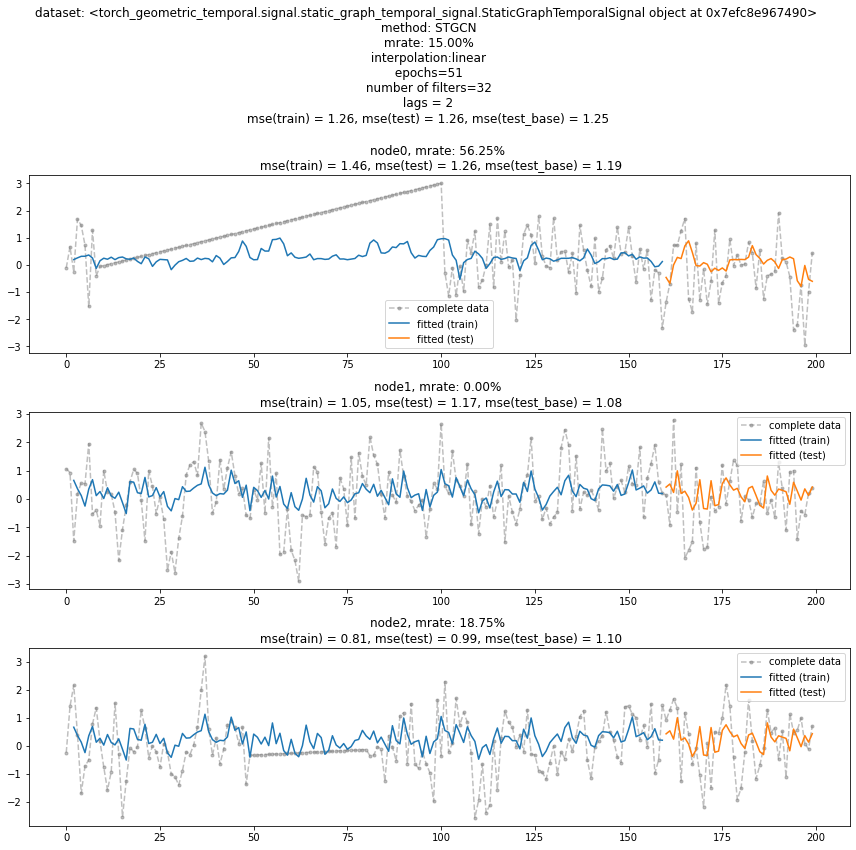 dataset: <torch_geometric_temporal.signal.static_graph_temporal_signal.StaticGraphTemporalSignal object at 0x7efc8e967490>
method: STGCN
mrate: 15.00%
interpolation:linear
epochs=51
number of filters=32
lags = 2
mse(train) = 1.26, mse(test) = 1.26, mse(test_base) = 1.25
node0, mrate: 56.25%
mse(train) = 1.46, mse(test) = 1.26, mse(test_base) = 1.19
3
2
1
0
−1
−2
−3
complete data
fitted (train)
fitted (test)
0 25 50 75 100 125 150 175 200
node1, mrate: 0.00%
mse(train) = 1.05, mse(test) = 1.17, mse(test_base) = 1.08
4
3
2
1
0
−1
−2
−3
complete data
fitted (train)
fitted (test)
0 25 50 75 100 125 150 175 200
node2, mrate: 18.75%
mse(train) = 0.81, mse(test) = 0.99, mse(test_base) = 1.10
3
2
1
0
−1
−2
complete data
fitted (train)
fitted (test)
0 25 50 75 100 125 150 175 200